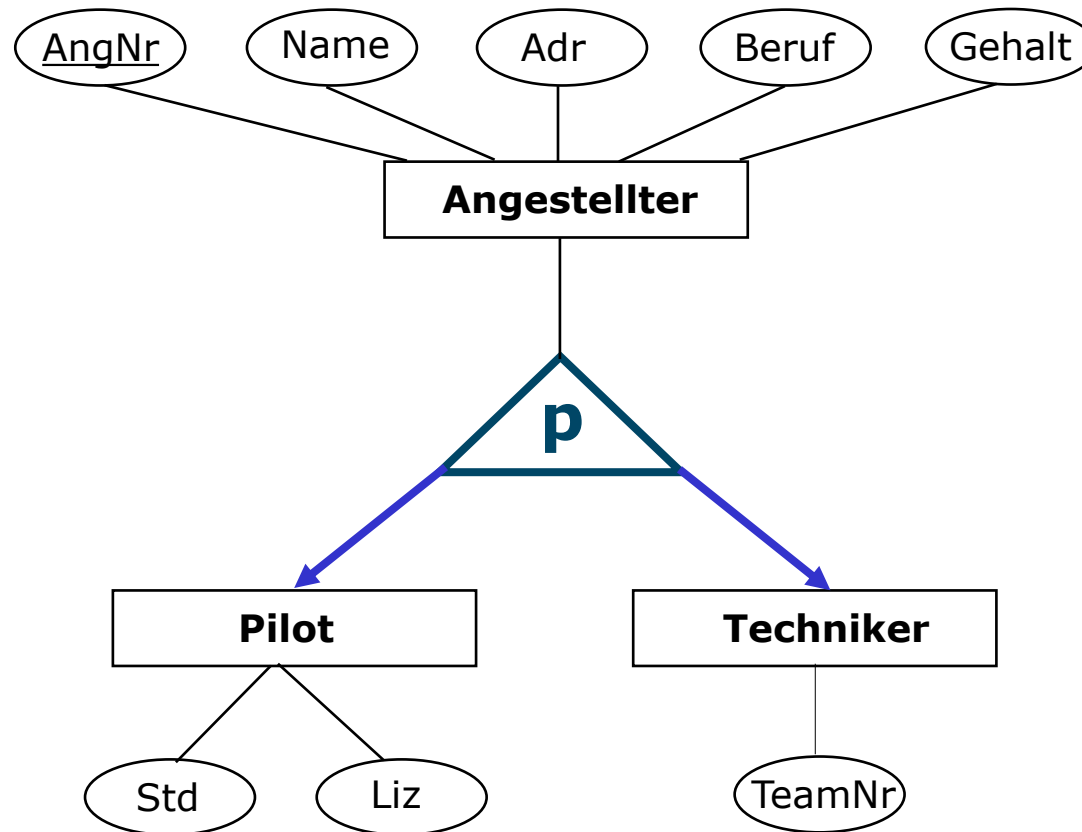 AngNr Name Adr Beruf Gehalt
Angestellter
p
Pilot Techniker
Std Liz TeamNr